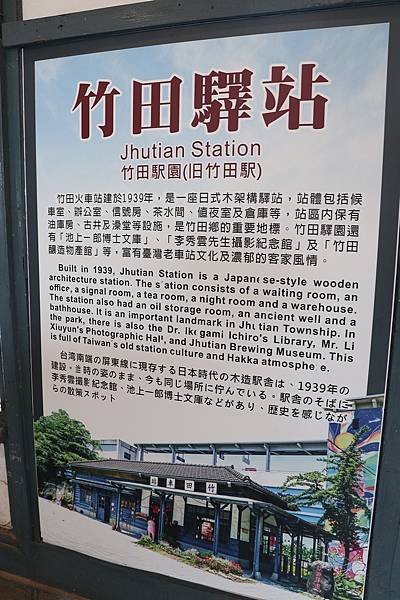 竹田驛站
Jhutian Station
竹田駅園(旧竹田駅)
竹田火車站建於1939年，是一座日式木架構驛站，站體包括候
車室、辦公室、信號房、茶水間、値夜室及倉庫等，站區内保有
油庫房、古井及澡堂等設施，是竹田鄉的重要地標。竹田驛園還
有「池上一郎博士文庫」、「李秀雲先生攝影紀念館」及「竹田
釀造物產館」等，富有臺灣老車站文化及濃郁的客家風情。
Built in 1939, Jhutian Station is a Japanese-style wooden
architecture station. The s ation consists of a waiting room, an
office, a signal room, a tea room, a night room and a warehouse.
The station also had an oil storage room, an ancient well and a
bathhouse. It is an important landmark in Jhutian Township. In
the park, there is also the Dr. Ikegami Ichiro's Library, Mr. Li
Xiuyun's Photographic Hall, and Jhutian Brewing Museum. This
is full of Taiwan's old station culture and Hakka atmosphe e.
台湾南端の屏東線に現存する日本時代の木造駅舎は、1939年の
建設。当時の姿のまま、今も同じ場所に佇んでいる。駅舎のそばに
李秀雲攝影紀念館、池上一郎博士文庫などがあり、歴史を感じなが
らの散策スポット
站車田竹